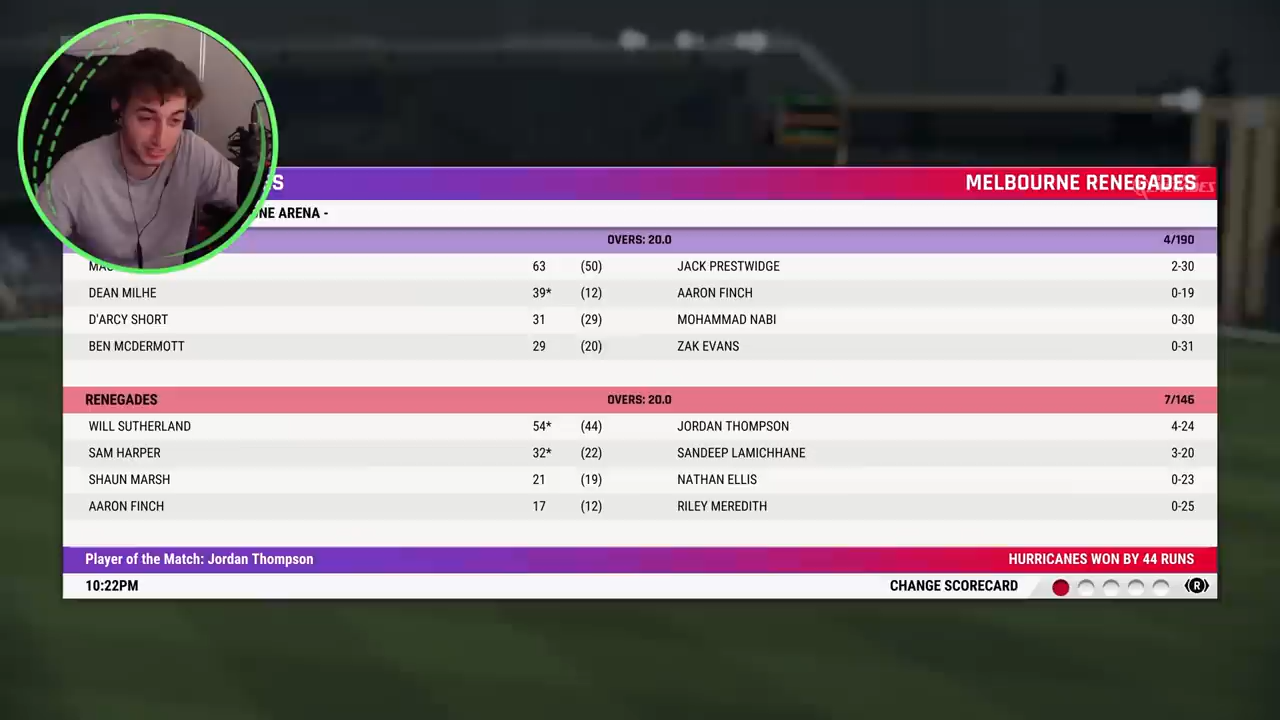 MELBOURNE RENEGADES
ARENA -
OVERS: 20.0 4/190
63 (50) JACK PRESTWIDGE 2-30
DEAN MILHE 39* (12) AARON FINCH 0-19
D'ARCY SHORT 31 (29) MOHAMMAD NABI 0-30
BEN MCDERMOTT 29 (20) ZAK EVANS 0-31
RENEGADES OVERS: 20.0 7/146
WILL SUTHERLAND 54* (44) JORDAN THOMPSON 4-24
SAM HARPER 32* (22) SANDEEP LAMICHHANE 3-20
SHAUN MARSH 21 (19) NATHAN ELLIS 0-23
AARON FINCH 17 (12) RILEY MEREDITH 0-25
Player of the Match: Jordan Thompson HURRICANES WON BY 44 RUNS
10:22PM CHANGE SCORECARD R